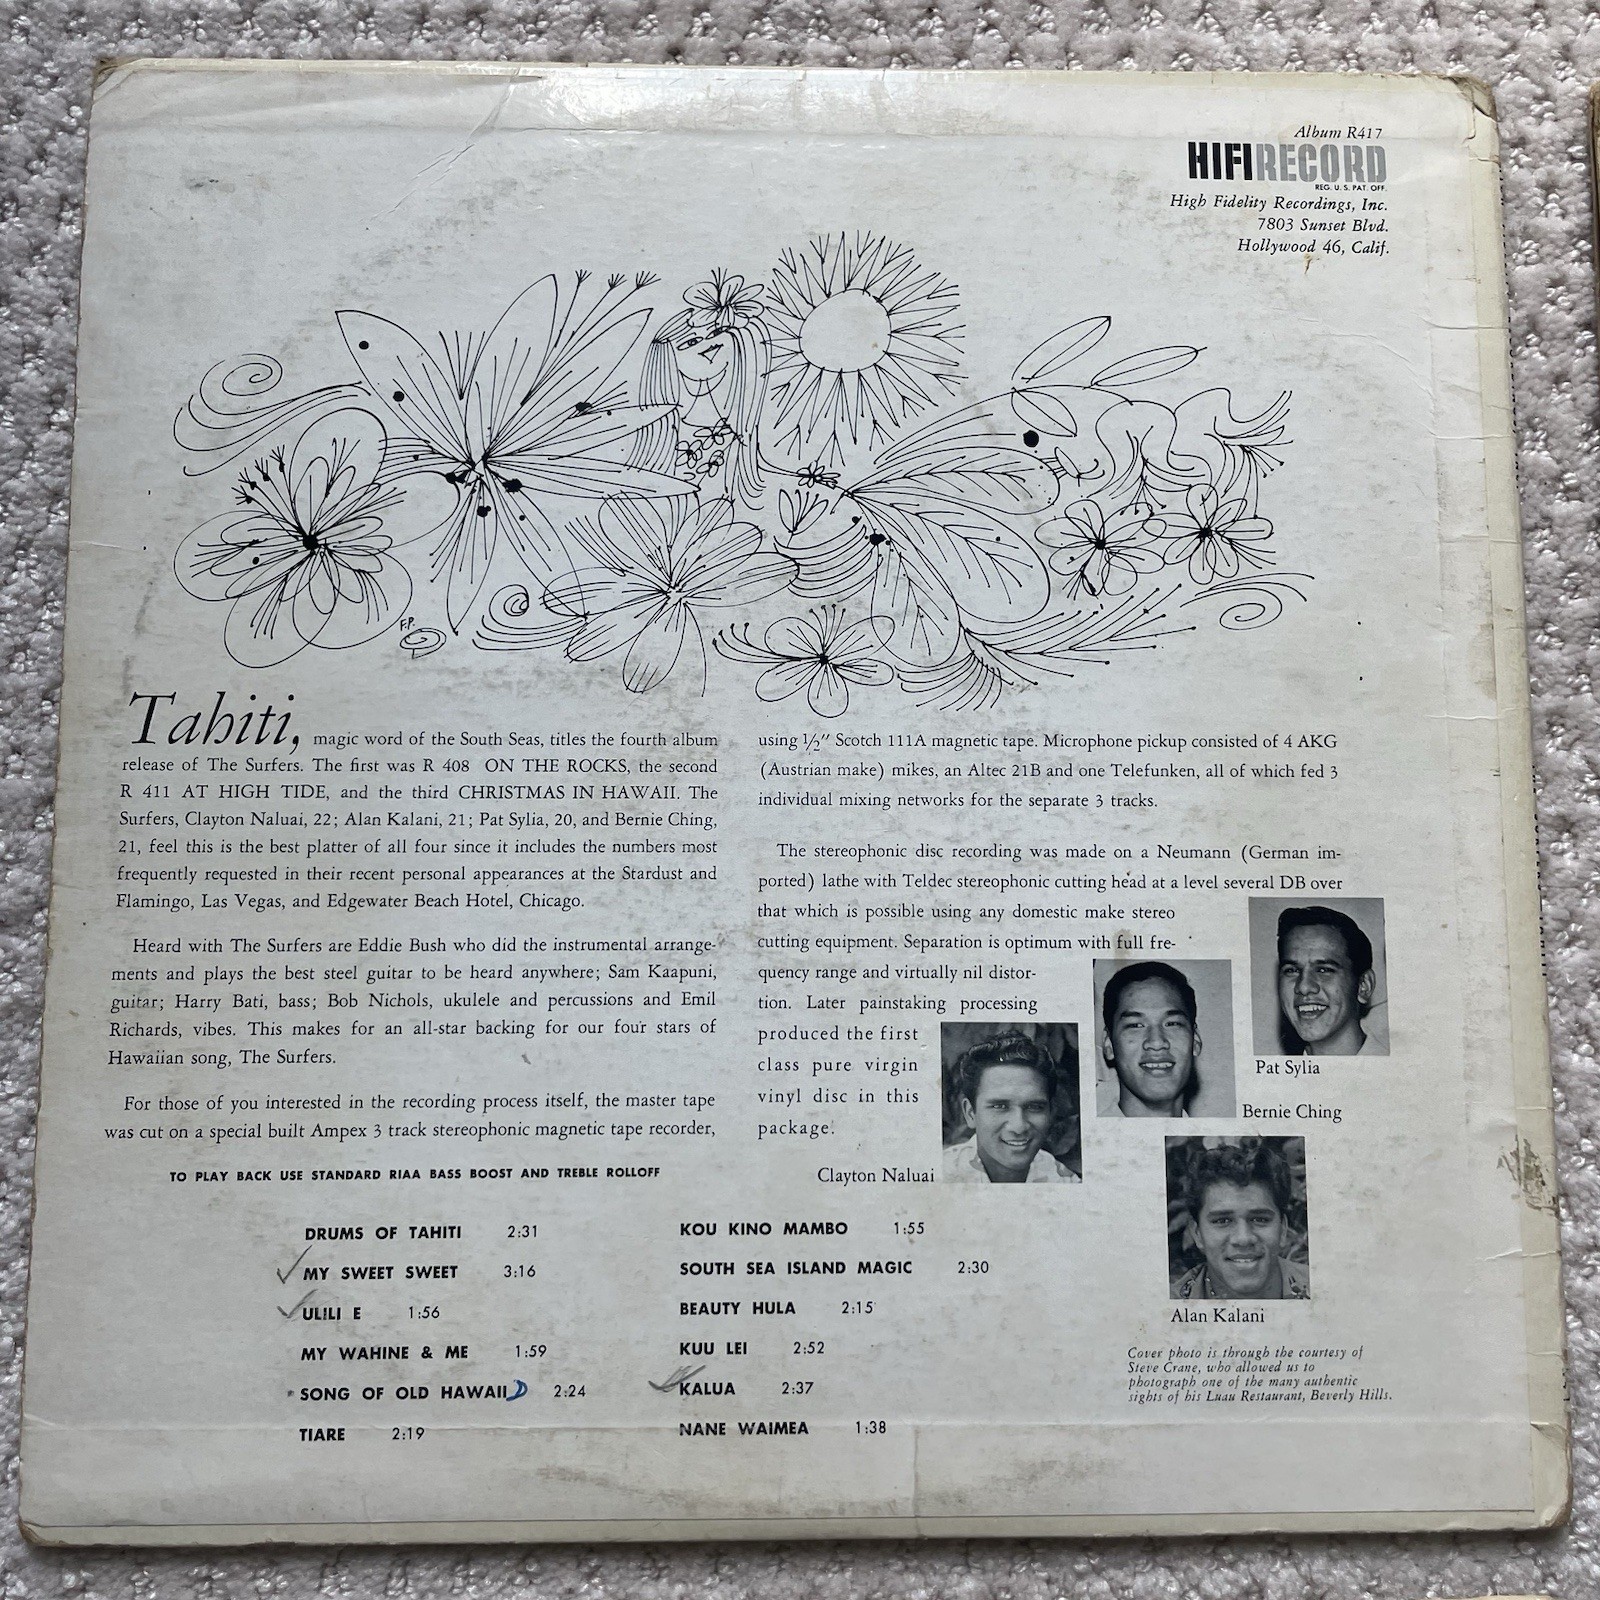 Album R417
HIFIRECORD
REG. U. S. PAT. OFF.
High Fidelity Recordings, Inc.
7803 Sunset Blvd.
Hollywood 46, Calif.
F.P.
Tahiti, magic word of the South Seas, titles the fourth album
release of The Surfers. The first was R 408 ON THE ROCKS, the second
R 411 AT HIGH TIDE, and the third CHRISTMAS IN HAWAII. The
Surfers, Clayton Naluai, 22; Alan Kalani, 21; Pat Sylia, 20, and Bernie Ching,
21, feel this is the best platter of all four since it includes the numbers most
frequently requested in their recent personal appearances at the Stardust and
Flamingo, Las Vegas, and Edgewater Beach Hotel, Chicago.
Heard with The Surfers are Eddie Bush who did the instrumental arrange-
ments and plays the best steel guitar to be heard anywhere; Sam Kaapuni,
guitar; Harry Bati, bass; Bob Nichols, ukulele and percussions and Emil
Richards, vibes. This makes for an all-star backing for our four stars of
Hawaiian song, The Surfers.
For those of you interested in the recording process itself, the master tape
was cut on a special built Ampex 3 track stereophonic magnetic tape recorder,
using 1/2" Scotch 111A magnetic tape. Microphone pickup consisted of 4 AKG
(Austrian make) mikes, an Altec 21B and one Telefunken, all of which fed 3
individual mixing networks for the separate 3 tracks.
The stereophonic disc recording was made on a Neumann (German im-
ported) lathe with Teldec stereophonic cutting head at a level several DB over
that which is possible using any domestic make stereo
cutting equipment. Separation is optimum with full fre-
quency range and virtually nil distor-
tion. Later painstaking processing
produced the first
class pure virgin
vinyl disc in this
package.
Pat Sylia
Bernie Ching
Clayton Naluai
Alan Kalani
TO PLAY BACK USE STANDARD RIAA BASS BOOST AND TREBLE ROLLOFF
DRUMS OF TAHITI 2:31
MY SWEET SWEET 3:16
ULILI E 1:56
MY WAHINE & ME 1:59
SONG OF OLD HAWAII 2:24
TIARE 2:19
KOU KINO MAMBO 1:55
SOUTH SEA ISLAND MAGIC 2:30
BEAUTY HULA 2:15
KUU LEI 2:52
KALUA 2:37
NANE WAIMEA 1:38
Cover photo is through the courtesy of
Steve Crane, who allowed us to
photograph one of the many authentic
sights of his Luau Restaurant, Beverly Hills.